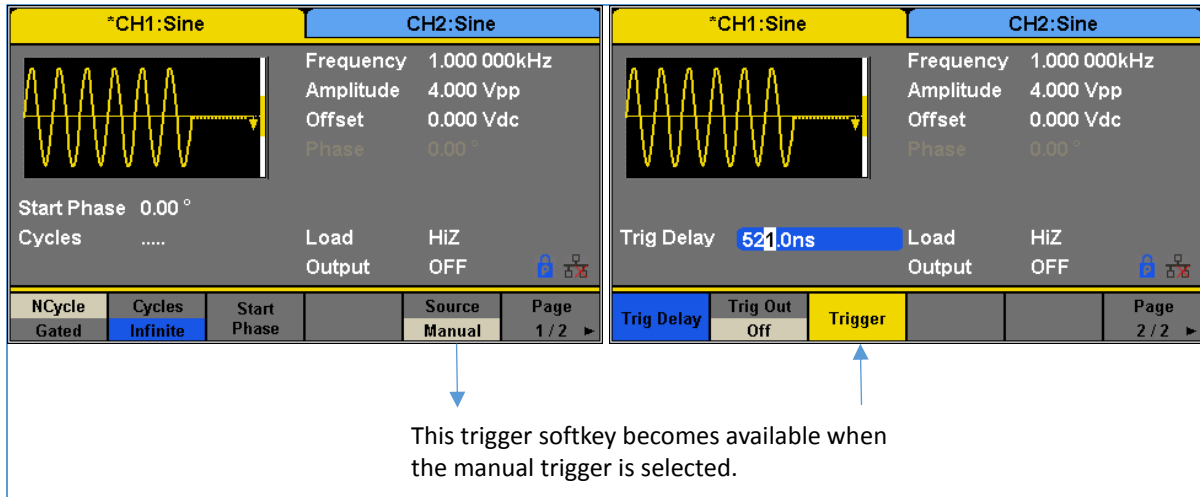 *CH1:Sine
CH2:Sine
Frequency 1.000 000kHz
Amplitude 4.000 Vpp
Offset 0.000 Vdc
Phase 0.00 °
Start Phase 0.00 °
Cycles .....
Load HiZ
Output OFF
P
NCycle
Gated
Cycles
Infinite
Start
Phase
Source
Manual
Page
1 / 2 ►
*CH1:Sine
CH2:Sine
Frequency 1.000 000kHz
Amplitude 4.000 Vpp
Offset 0.000 Vdc
Phase 0.00 °
Trig Delay 521.0ns
Load HiZ
Output OFF
P
Trig Delay
Trig Out
Off
Trigger
Page
2 / 2 ►
This trigger softkey becomes available when
the manual trigger is selected.